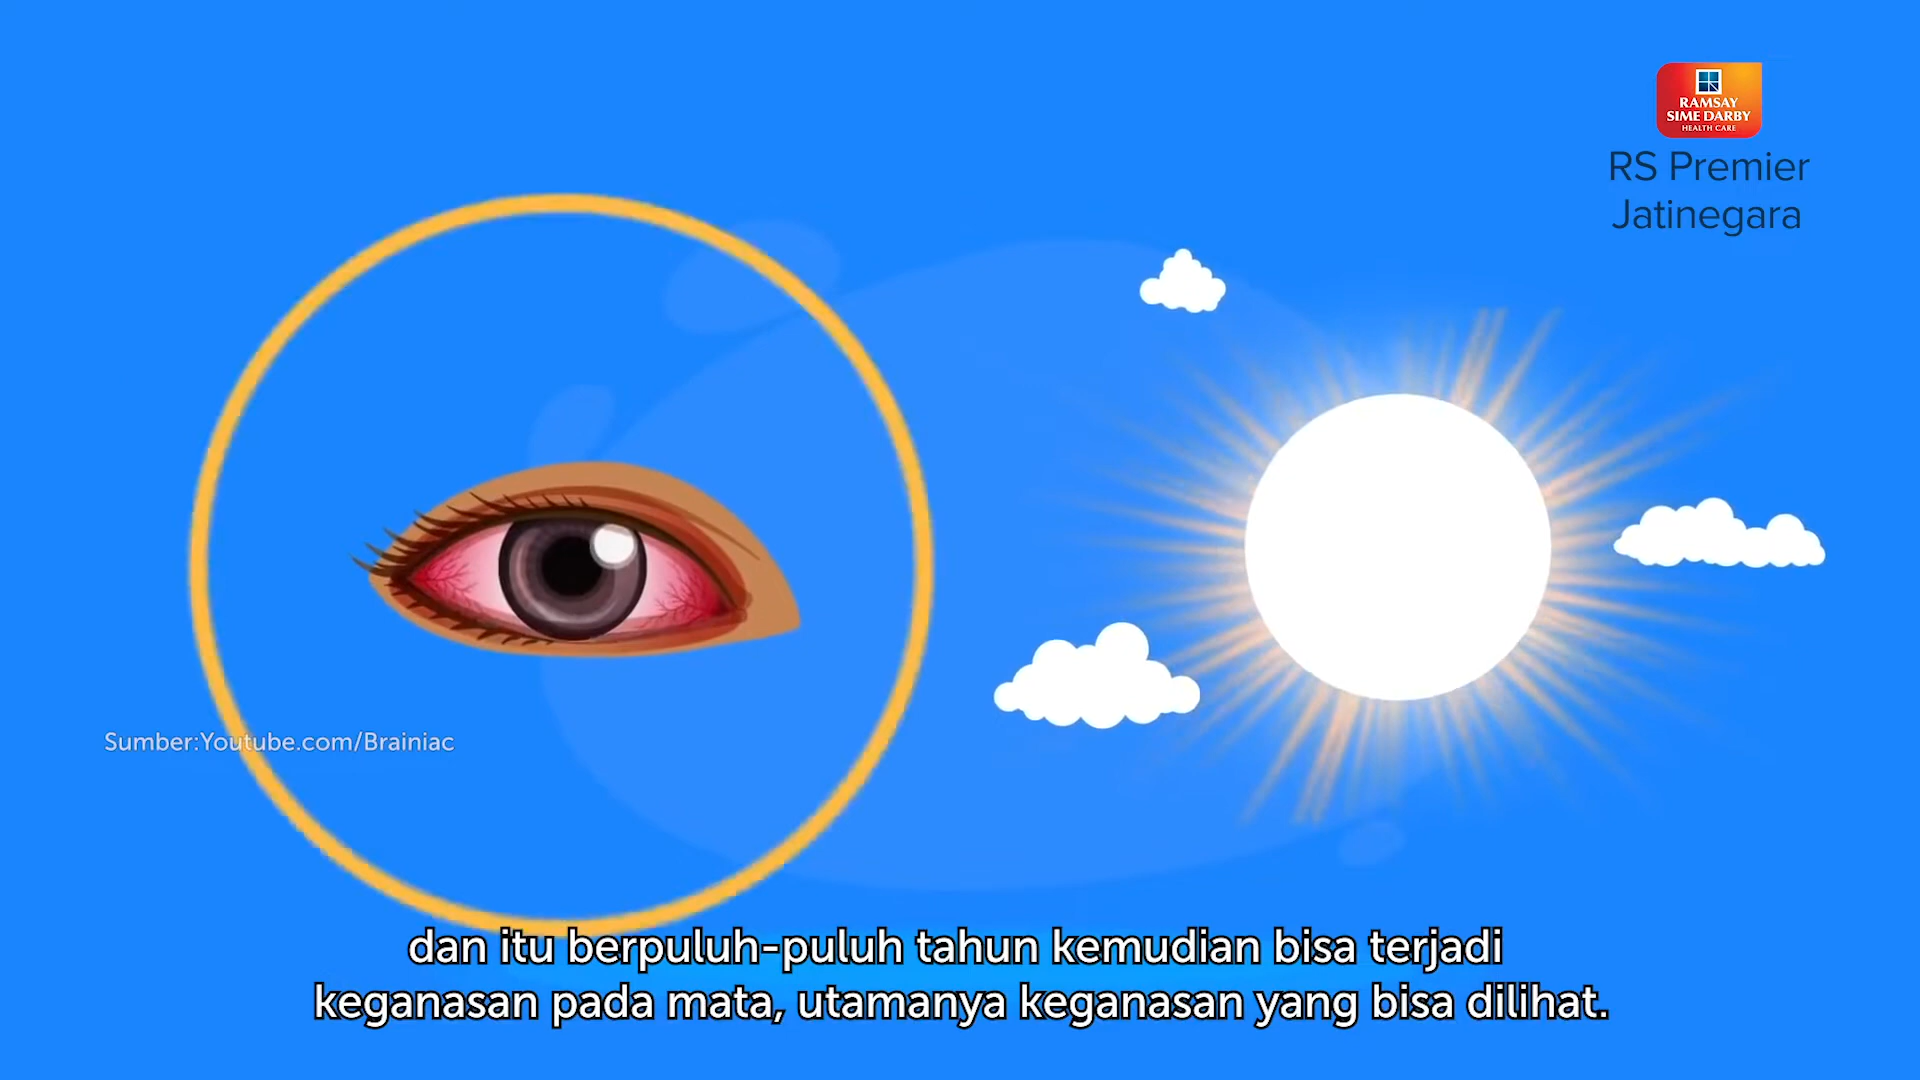 RAMSAY
SIME DARBY
HEALTH CARE
RS Premier
Jatinegara
Sumber:Youtube.com/Brainiac
dan itu berpuluh-puluh tahun kemudian bisa terjadi
keganasan pada mata, utamanya keganasan yang bisa dilihat.